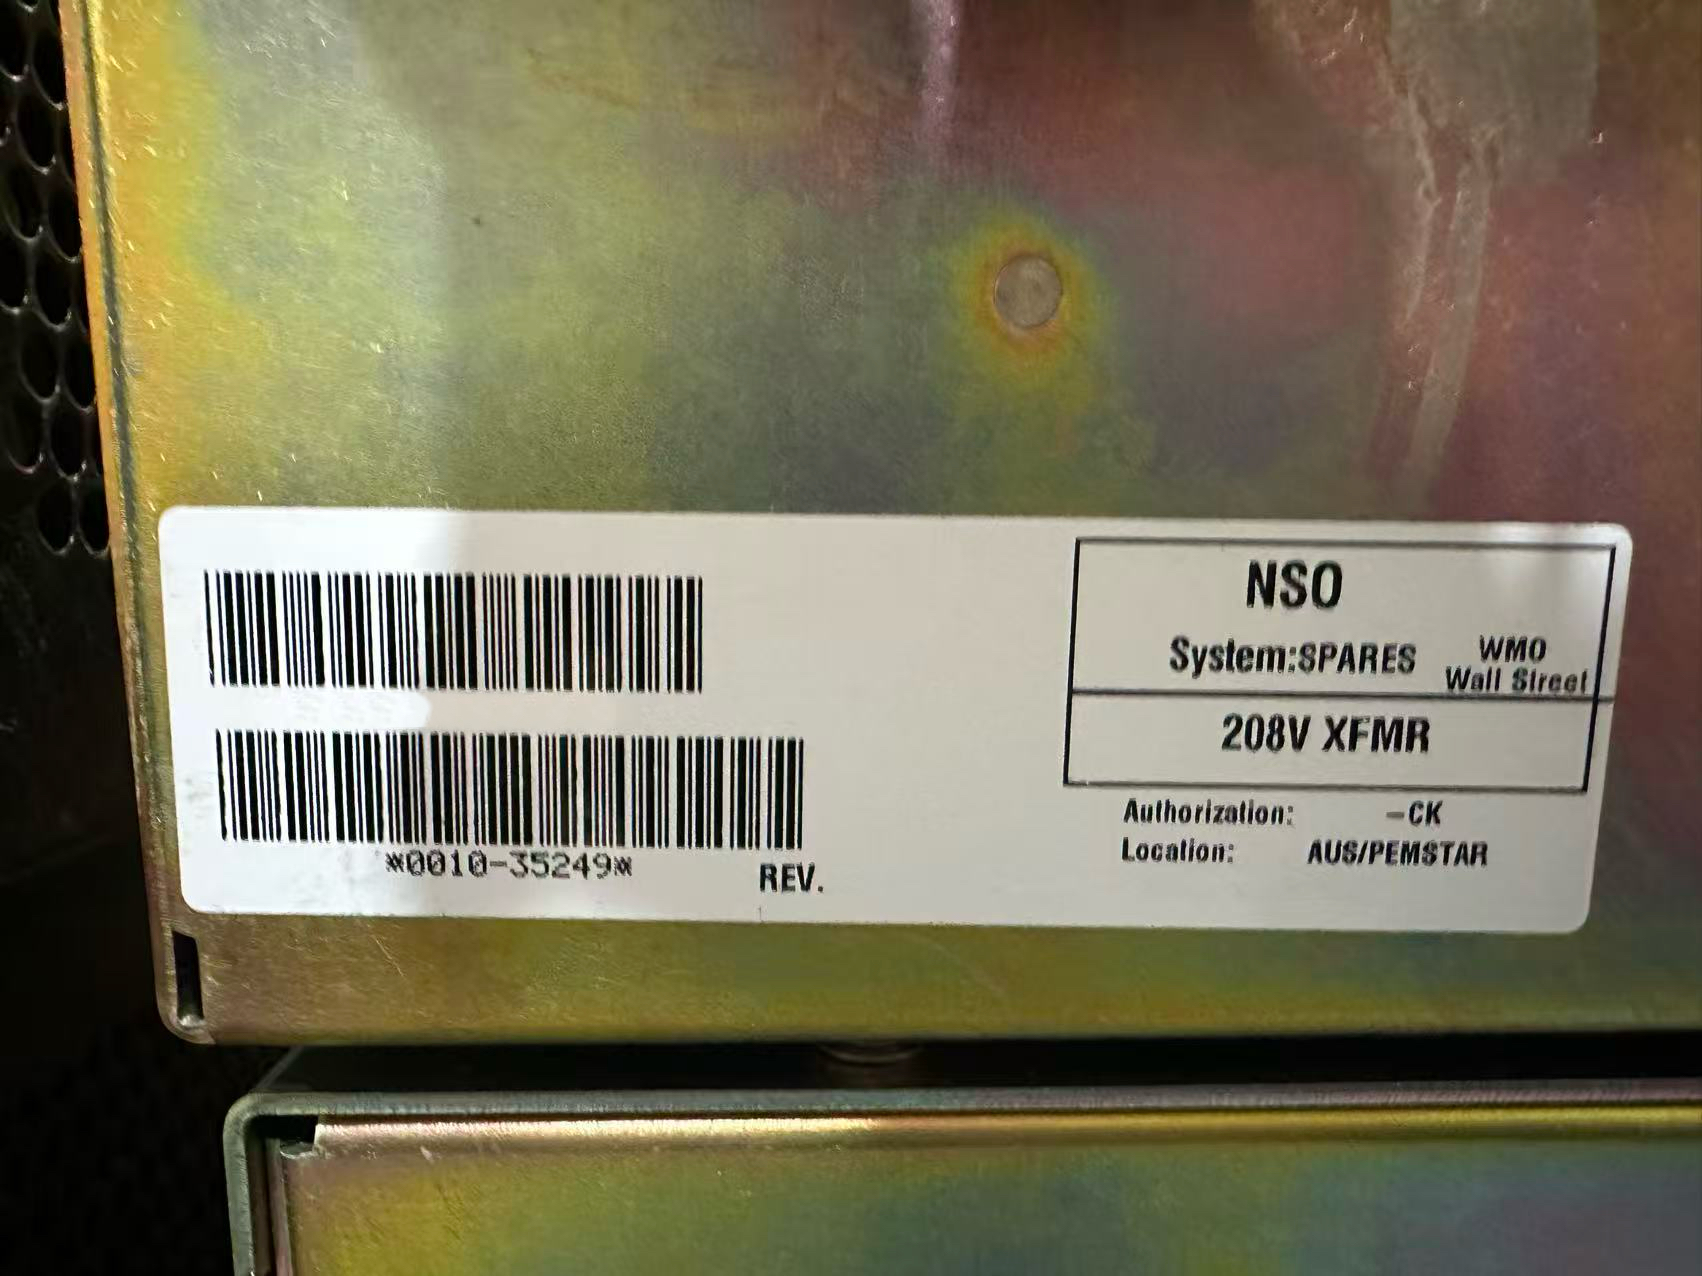 NSO
System:SPARES
WMO
Wall Street
208V XFMR
Authorization: -CK
Location: AUS/PEMSTAR
*0010-35249*
REV.